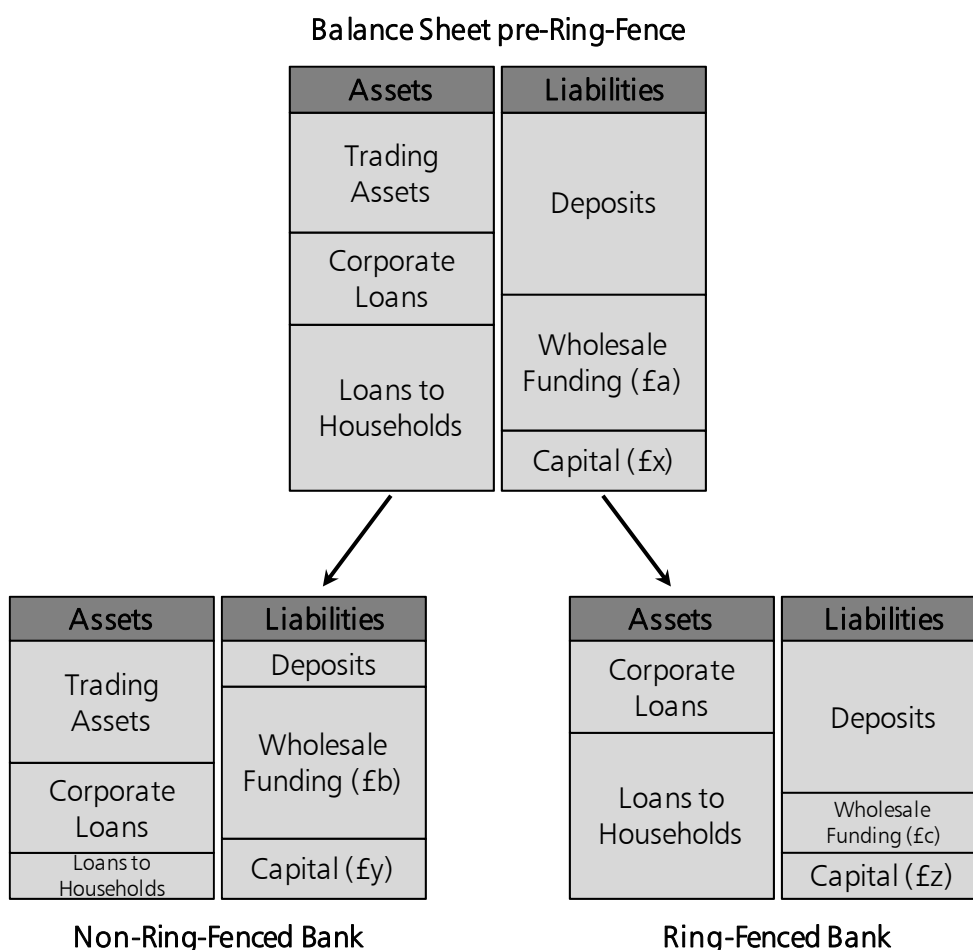 Balance Sheet pre-Ring-Fence
Assets
Liabilities
Trading
Assets
Corporate
Loans
Loans to
Households
Deposits
Wholesale
Funding (£a)
Capital (£x)
Assets
Liabilities
Trading
Assets
Corporate
Loans
Loans to
Households
Deposits
Wholesale
Funding (£b)
Capital (£y)
Non-Ring-Fenced Bank
Assets
Liabilities
Corporate
Loans
Loans to
Households
Deposits
Wholesale
Funding (£c)
Capital (£z)
Ring-Fenced Bank